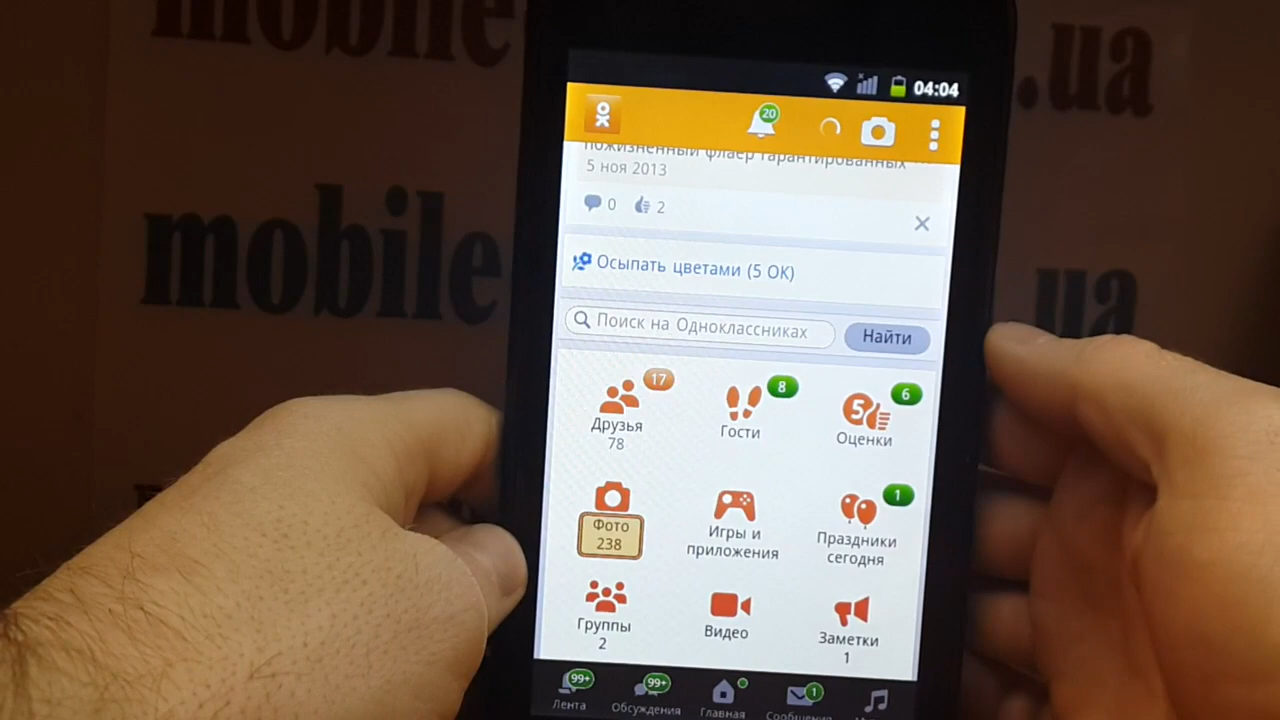 mobile
.ua
04:04
20
пожизненный флаер гарантированных
5 ноя 2013
0 2
Осыпать цветами (5 ОК)
mobile
ua
Поиск на Одноклассниках
Найти
17
8
6
5
Друзья
78
Гости
Оценки
1
Фото
238
Игры и
приложения
Праздники
сегодня
Группы
2
Видео
Заметки
1
99+
99+
1
Лента
Обсуждения
Главная
Сообщения